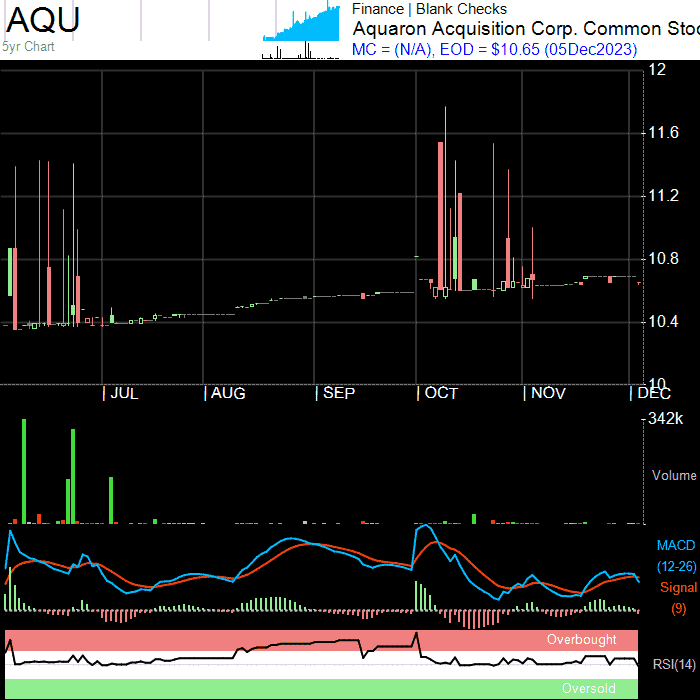 AQU
5yr Chart
Finance | Blank Checks
Aquaron Acquisition Corp. Common Stoc
MC = (N/A), EOD = $10.65 (05Dec2023)
12
11.6
11.2
10.8
10.4
10
JUL
AUG
SEP
OCT
NOV
DEC
342k
Volume
MACD
(12-26)
Signal
(9)
Overbought
RSI(14)
Oversold